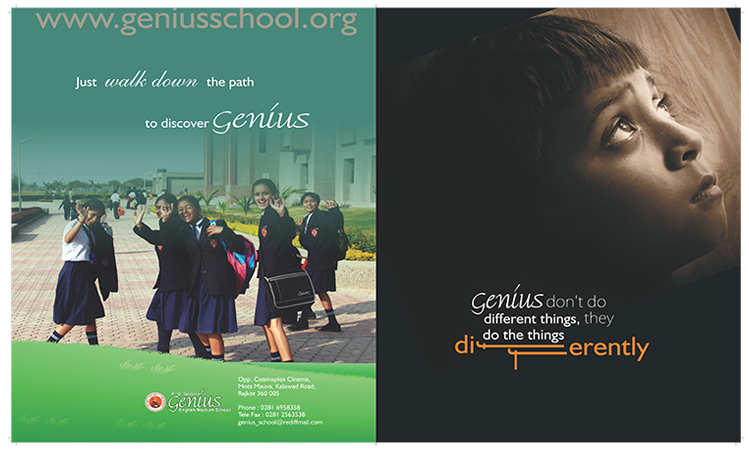 www.geniusschool.org
Just walk down the path
to discover Genius
Genius
English Medium School
Opp. Cosmoplex Cinema,
Mota Mauva, Kalawad Road,
Rajkot 360 005
Phone : 0281 6958358
Tele Fax : 0281 2563538
genius_school@rediffmail.com
Genius don't do
different things, they
do the things
differently